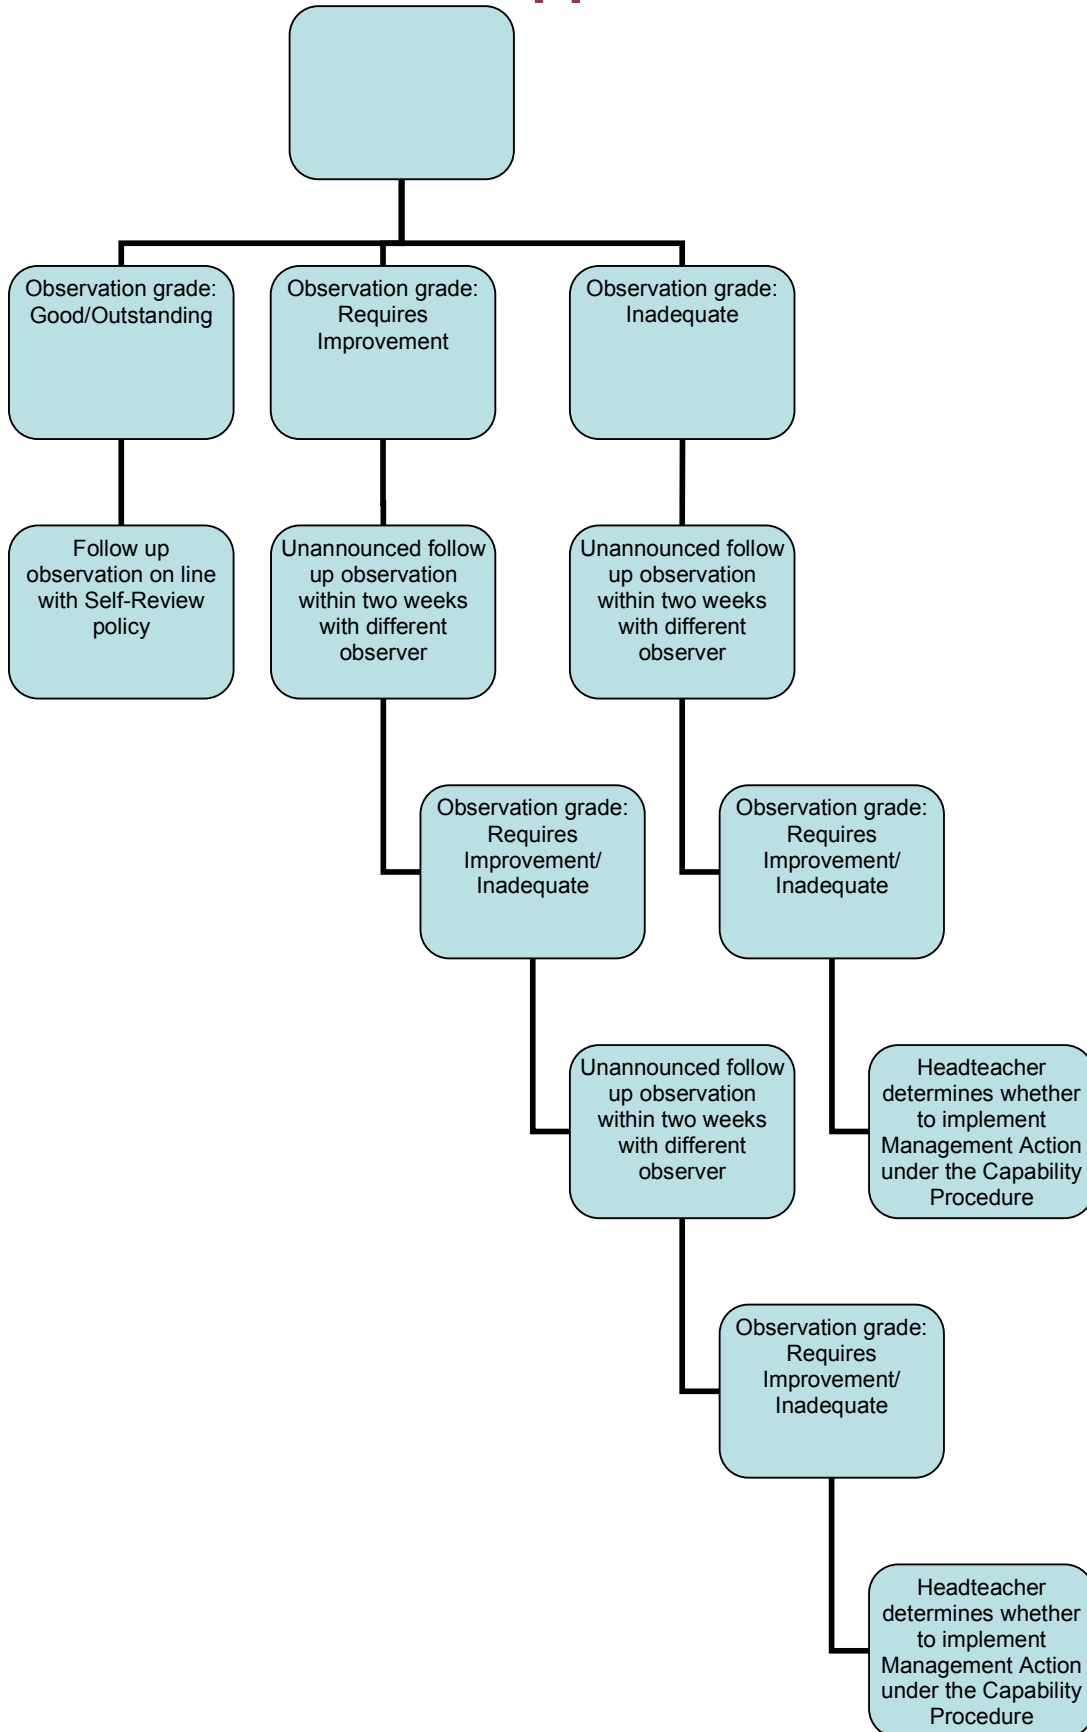 Observation grade:
Good/Outstanding
Observation grade:
Requires
Improvement
Observation grade:
Inadequate
Follow up
observation on line
with Self-Review
policy
Unannounced follow
up observation
within two weeks
with different
observer
Unannounced follow
up observation
within two weeks
with different
observer
Observation grade:
Requires
Improvement/
Inadequate
Observation grade:
Requires
Improvement/
Inadequate
Unannounced follow
up observation
within two weeks
with different
observer
Headteacher
determines whether
to implement
Management Action
under the Capability
Procedure
Observation grade:
Requires
Improvement/
Inadequate
Headteacher
determines whether
to implement
Management Action
under the Capability
Procedure